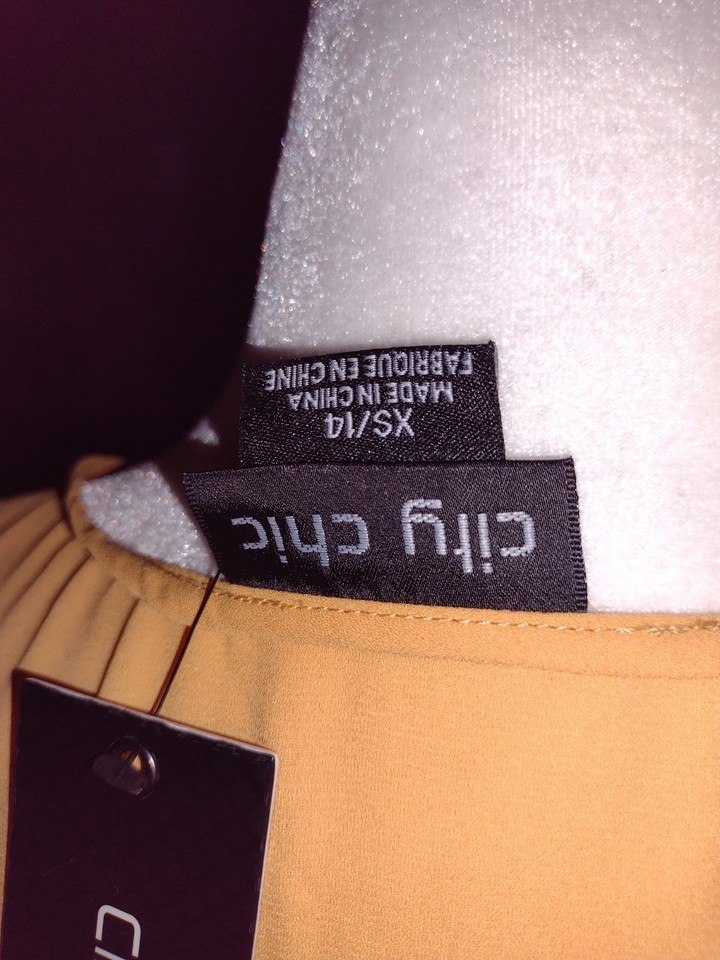 city chic
XS/14
MADE IN CHINA
FABRIQUE EN CHINE